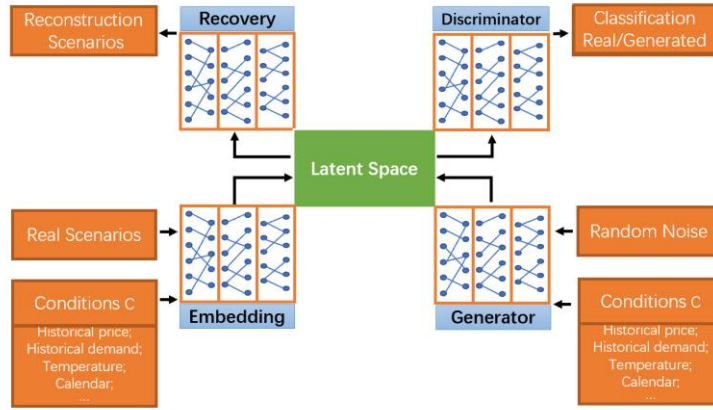 Reconstruction
Scenarios
Recovery
Discriminator
Classification
Real/Generated
Latent Space
Real Scenarios
Random Noise
Conditions C
Historical price;
Historical demand;
Temperature;
Calendar;
...
Embedding
Generator
Conditions C
Historical price;
Historical demand;
Temperature;
Calendar;
...